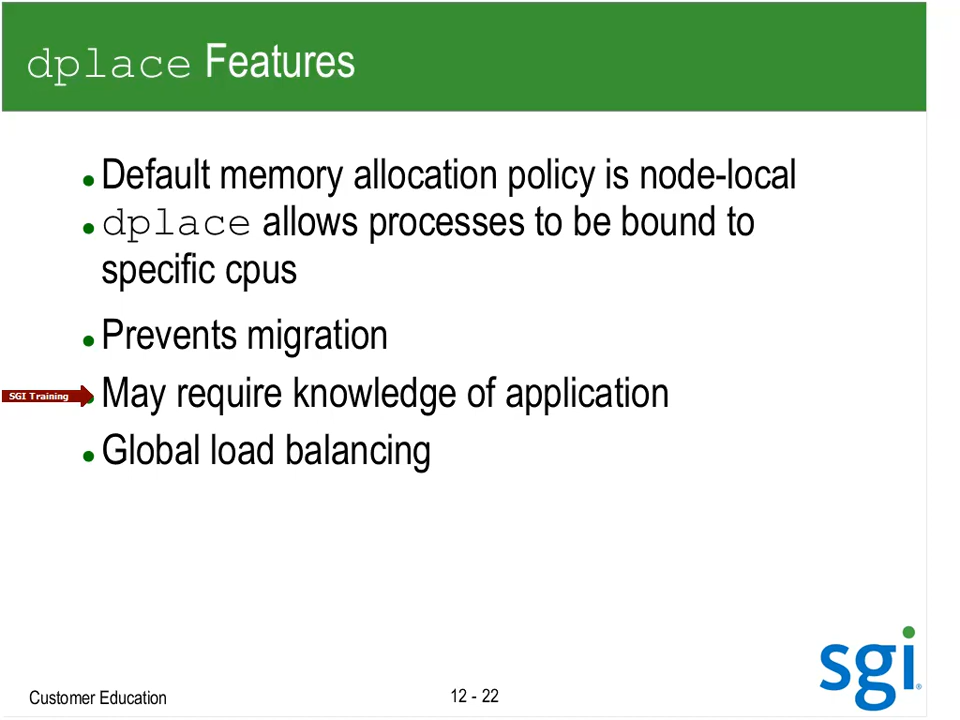 dplace Features
Default memory allocation policy is node-local
dplace allows processes to be bound to
specific cpus
Prevents migration
SGI Training
May require knowledge of application
Global load balancing
sgi®
Customer Education
12 - 22